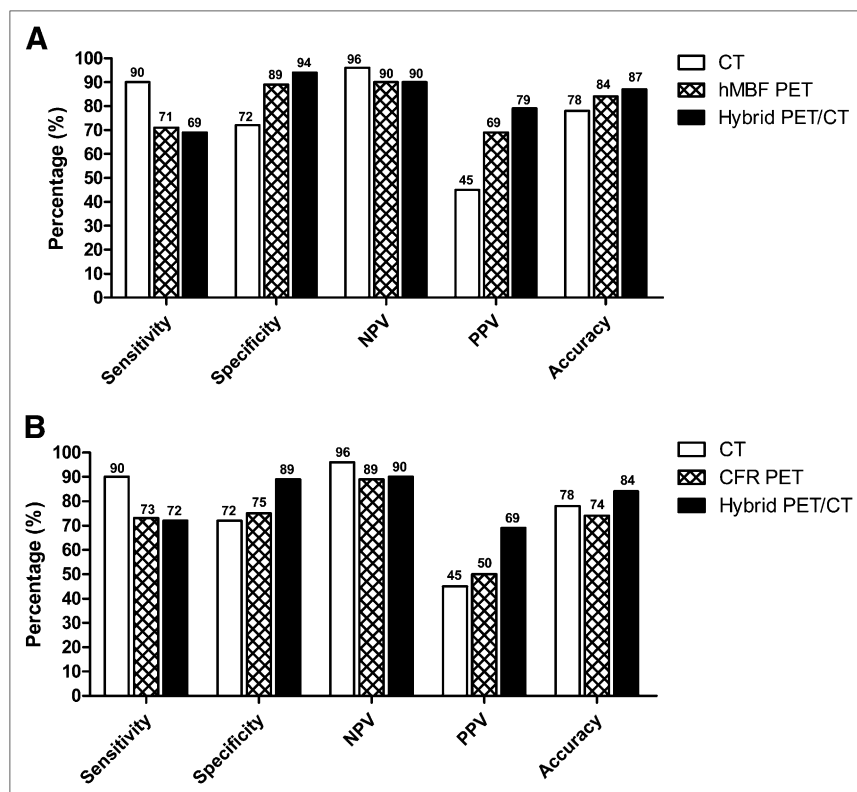 A
Percentage (%)
100
90
80
70
60
50
40
30
20
10
0
90
71
69
72
89
94
96
90
90
45
69
79
78
84
87
Sensitivity
Specificity
NPV
PPV
Accuracy
CT
hMBF PET
Hybrid PET/CT
B
Percentage (%)
100
90
80
70
60
50
40
30
20
10
0
90
73
72
72
75
89
96
89
90
45
50
69
78
74
84
Sensitivity
Specificity
NPV
PPV
Accuracy
CT
CFR PET
Hybrid PET/CT